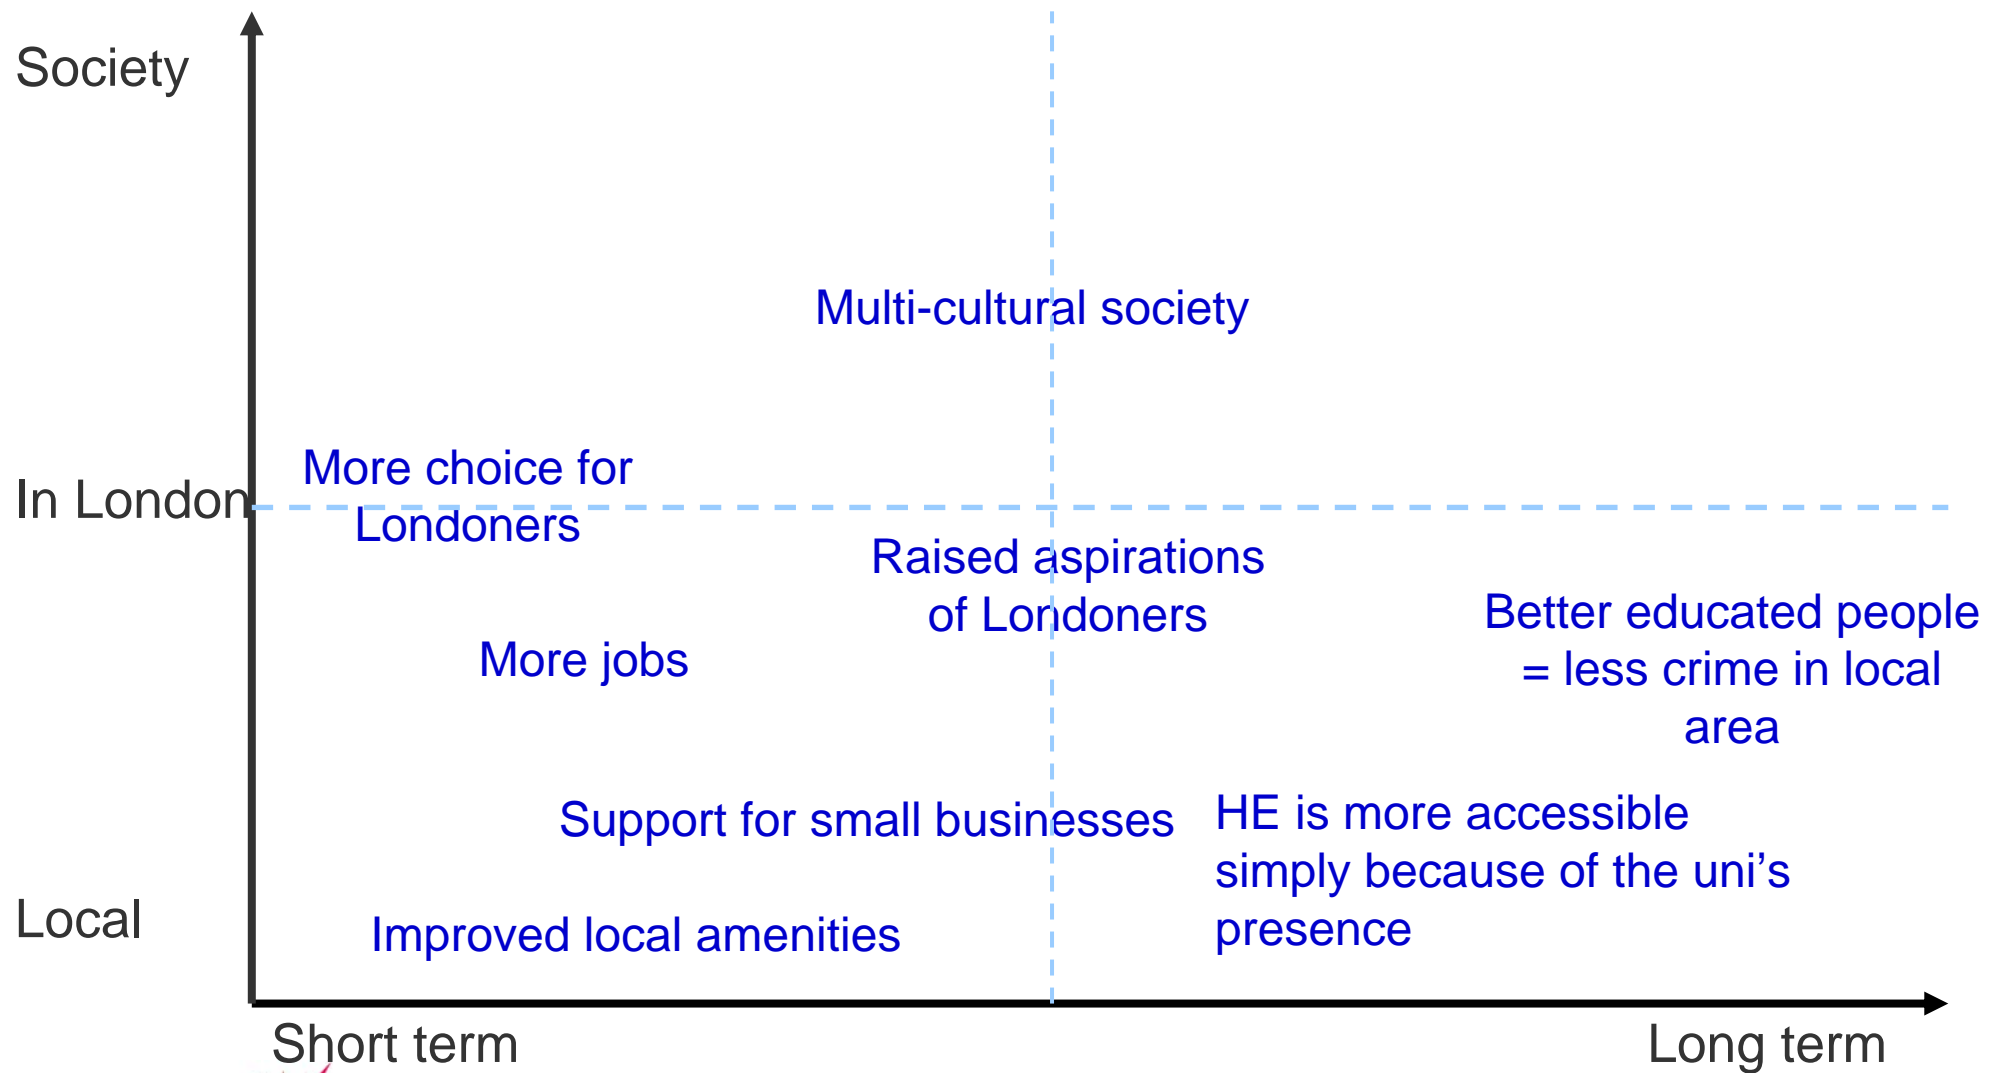 Society
Multi-cultural society
More choice for
In London
Londoners
Raised aspirations
of Londoners
Better educated people
= less crime in local
area
More jobs
Support for small businesses
HE is more accessible
simply because of the uni’s
presence
Local
Improved local amenities
Short term
Long term